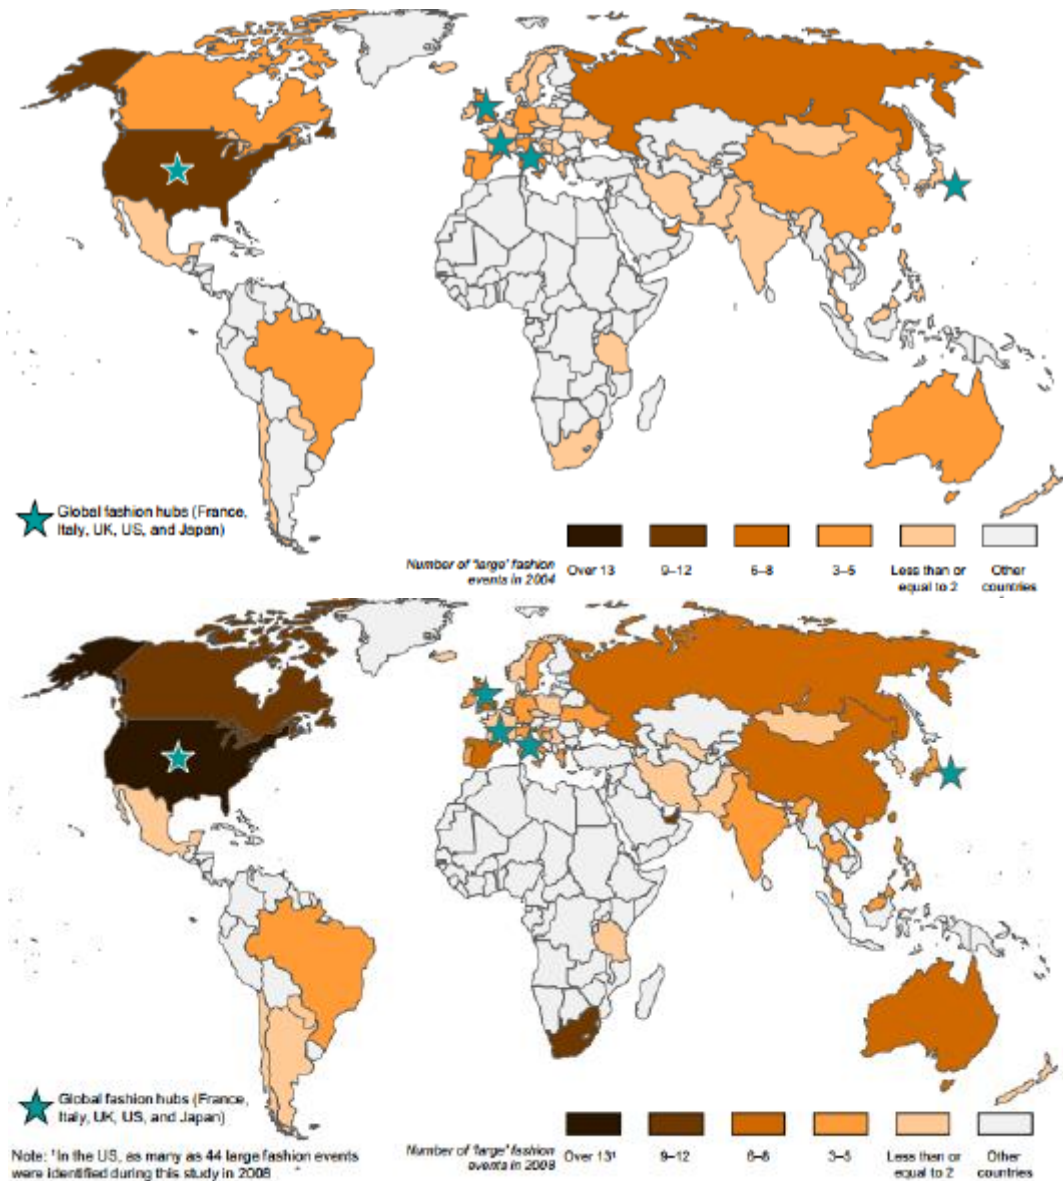 Global fashion hubs (France,
Italy, UK, US, and Japan)
Number of 'large' fashion
events in 2004
Over 13
9–12
6–8
3–5
Less than or
equal to 2
Other
countries
Global fashion hubs (France,
Italy, UK, US, and Japan)
Note: ¹In the US, as many as 44 large fashion events
were identified during this study in 2008
Number of 'large' fashion
events in 2008
Over 13¹
9–12
6–8
3–5
Less than or
equal to 2
Other
countries